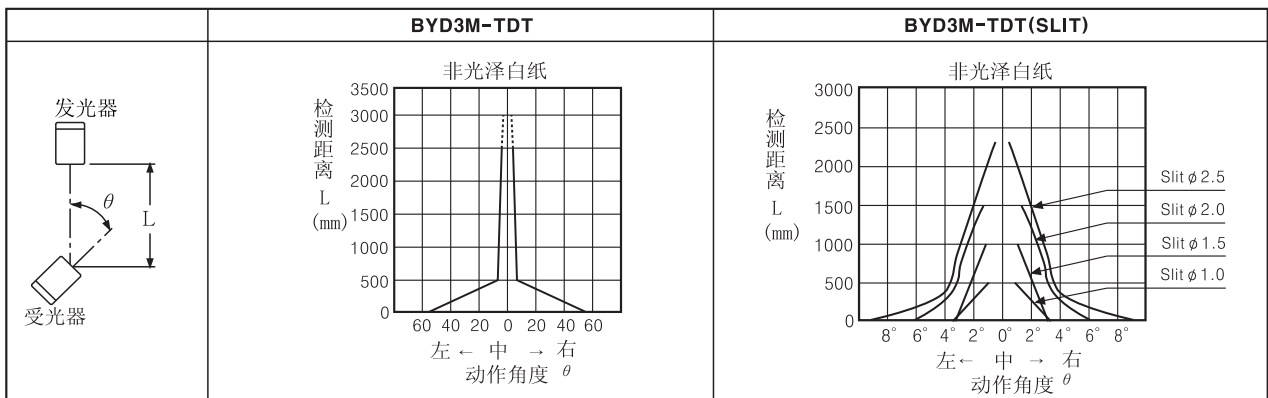 BYD3M-TDT
BYD3M-TDT(SLIT)
发光器
θ
L
受光器
非光泽白纸
检测距离
L
(mm)
3500
3000
2500
2000
1500
1000
500
0
60 40 20 0 20 40 60
左 ← 中 → 右
动作角度 θ
非光泽白纸
检测距离
L
(mm)
3000
2500
2000
1500
1000
500
0
8° 6° 4° 2° 0° 2° 4° 6° 8°
左← 中 → 右
动作角度 θ
Slit ϕ 2.5
Slit ϕ 2.0
Slit ϕ 1.5
Slit ϕ 1.0